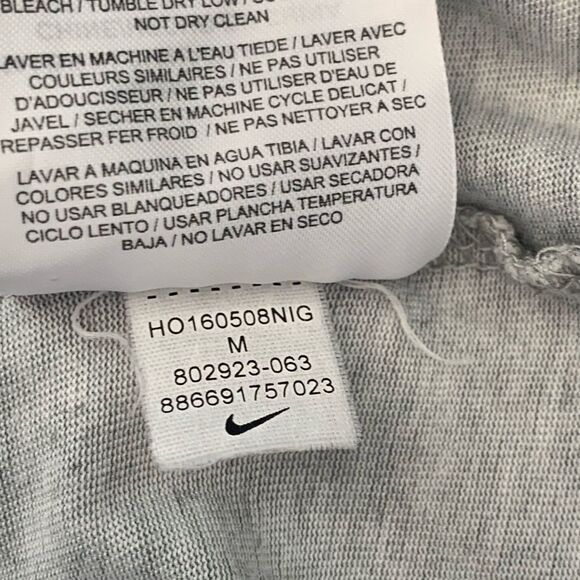 BLEACH / TUMBLE DRY LOW /
NOT DRY CLEAN
LAVER EN MACHINE A L'EAU TIEDE / LAVER AVEC
COULEURS SIMILAIRES / NE PAS UTILISER
D'ADOUCISSEUR / NE PAS UTILISER D'EAU DE
JAVEL / SECHER EN MACHINE CYCLE DELICAT /
REPASSER FER FROID / NE PAS NETTOYER A SEC
LAVAR A MAQUINA EN AGUA TIBIA / LAVAR CON
COLORES SIMILARES / NO USAR SUAVIZANTES /
NO USAR BLANQUEADORES / USAR SECADORA
CICLO LENTO / USAR PLANCHA TEMPERATURA
BAJA / NO LAVAR EN SECO
HO160508NIG
M
802923-063
886691757023